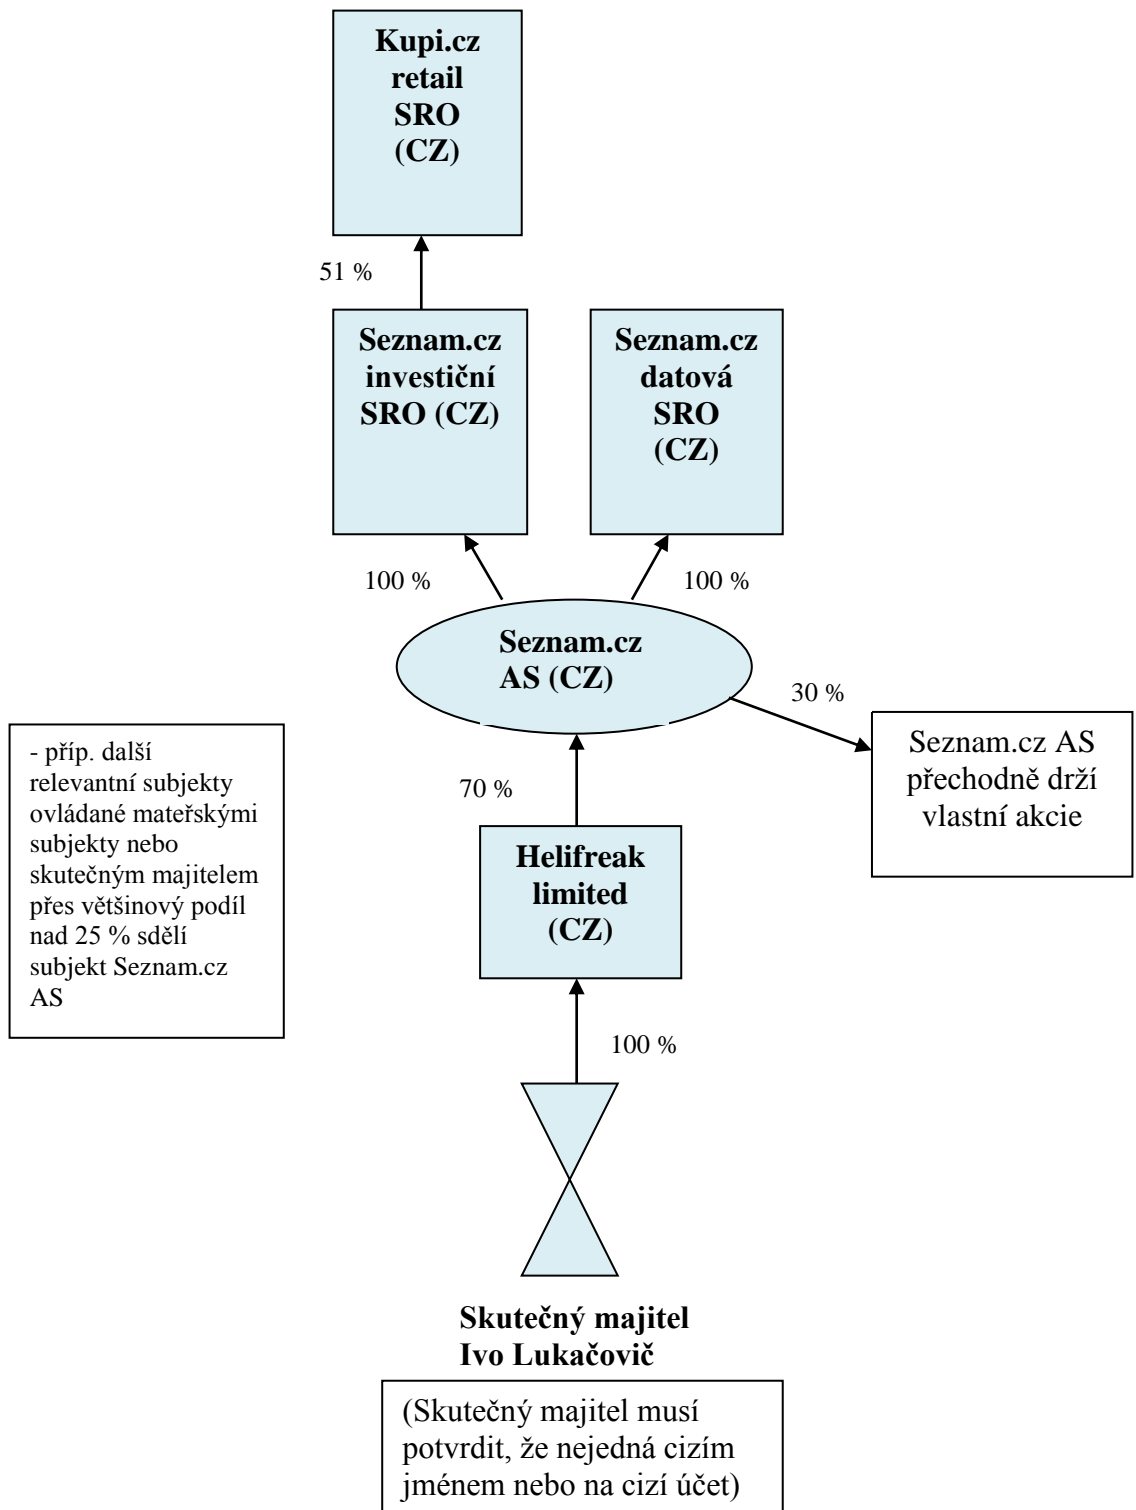 Kupi.cz
retail
SRO
(CZ)
51 %
Seznam.cz
investiční
SRO (CZ)
Seznam.cz
datová
SRO
(CZ)
100 %
100 %
Seznam.cz
AS (CZ)
30 %
Seznam.cz AS
přechodně drží
vlastní akcie
- příp. další
relevantní subjekty
ovládané mateřskými
subjekty nebo
skutečným majitelem
přes většinový podíl
nad 25 % sdělí
subjekt Seznam.cz
AS
70 %
Helifreak
limited
(CZ)
100 %
Skutečný majitel
Ivo Lukačovič
(Skutečný majitel musí
potvrdit, že nejedná cizím
jménem nebo na cizí účet)